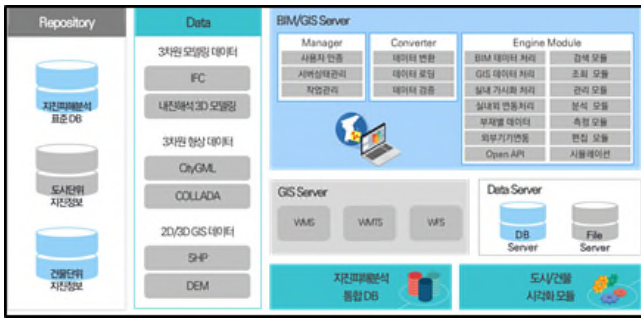 Repository
지진피해분석
표준 DB
도시단위
지진정보
건물단위
지진정보
Data
3차원 모델링 데이터
IFC
내진해석 3D 모델링
3차원 형상 데이터
CityGML
COLLADA
2D/3D GIS 데이터
SHP
DEM
BIM/GIS Server
Manager
사용자 인증
서버상태관리
작업관리
Converter
데이터 변환
데이터 로딩
데이터 검증
Engine Module
BIM 데이터 처리
검색 모듈
GIS 데이터 처리
조회 모듈
실내 가시화 처리
관리 모듈
실내외 연동처리
분석 모듈
부재별 데이터
측정 모듈
외부기기연동
편집 모듈
Open API
시뮬레이션
GIS Server
WMS
WMTS
WFS
Data Server
DB
Server
File
Server
지진피해분석
통합 DB
도시/건물
시각화 모듈